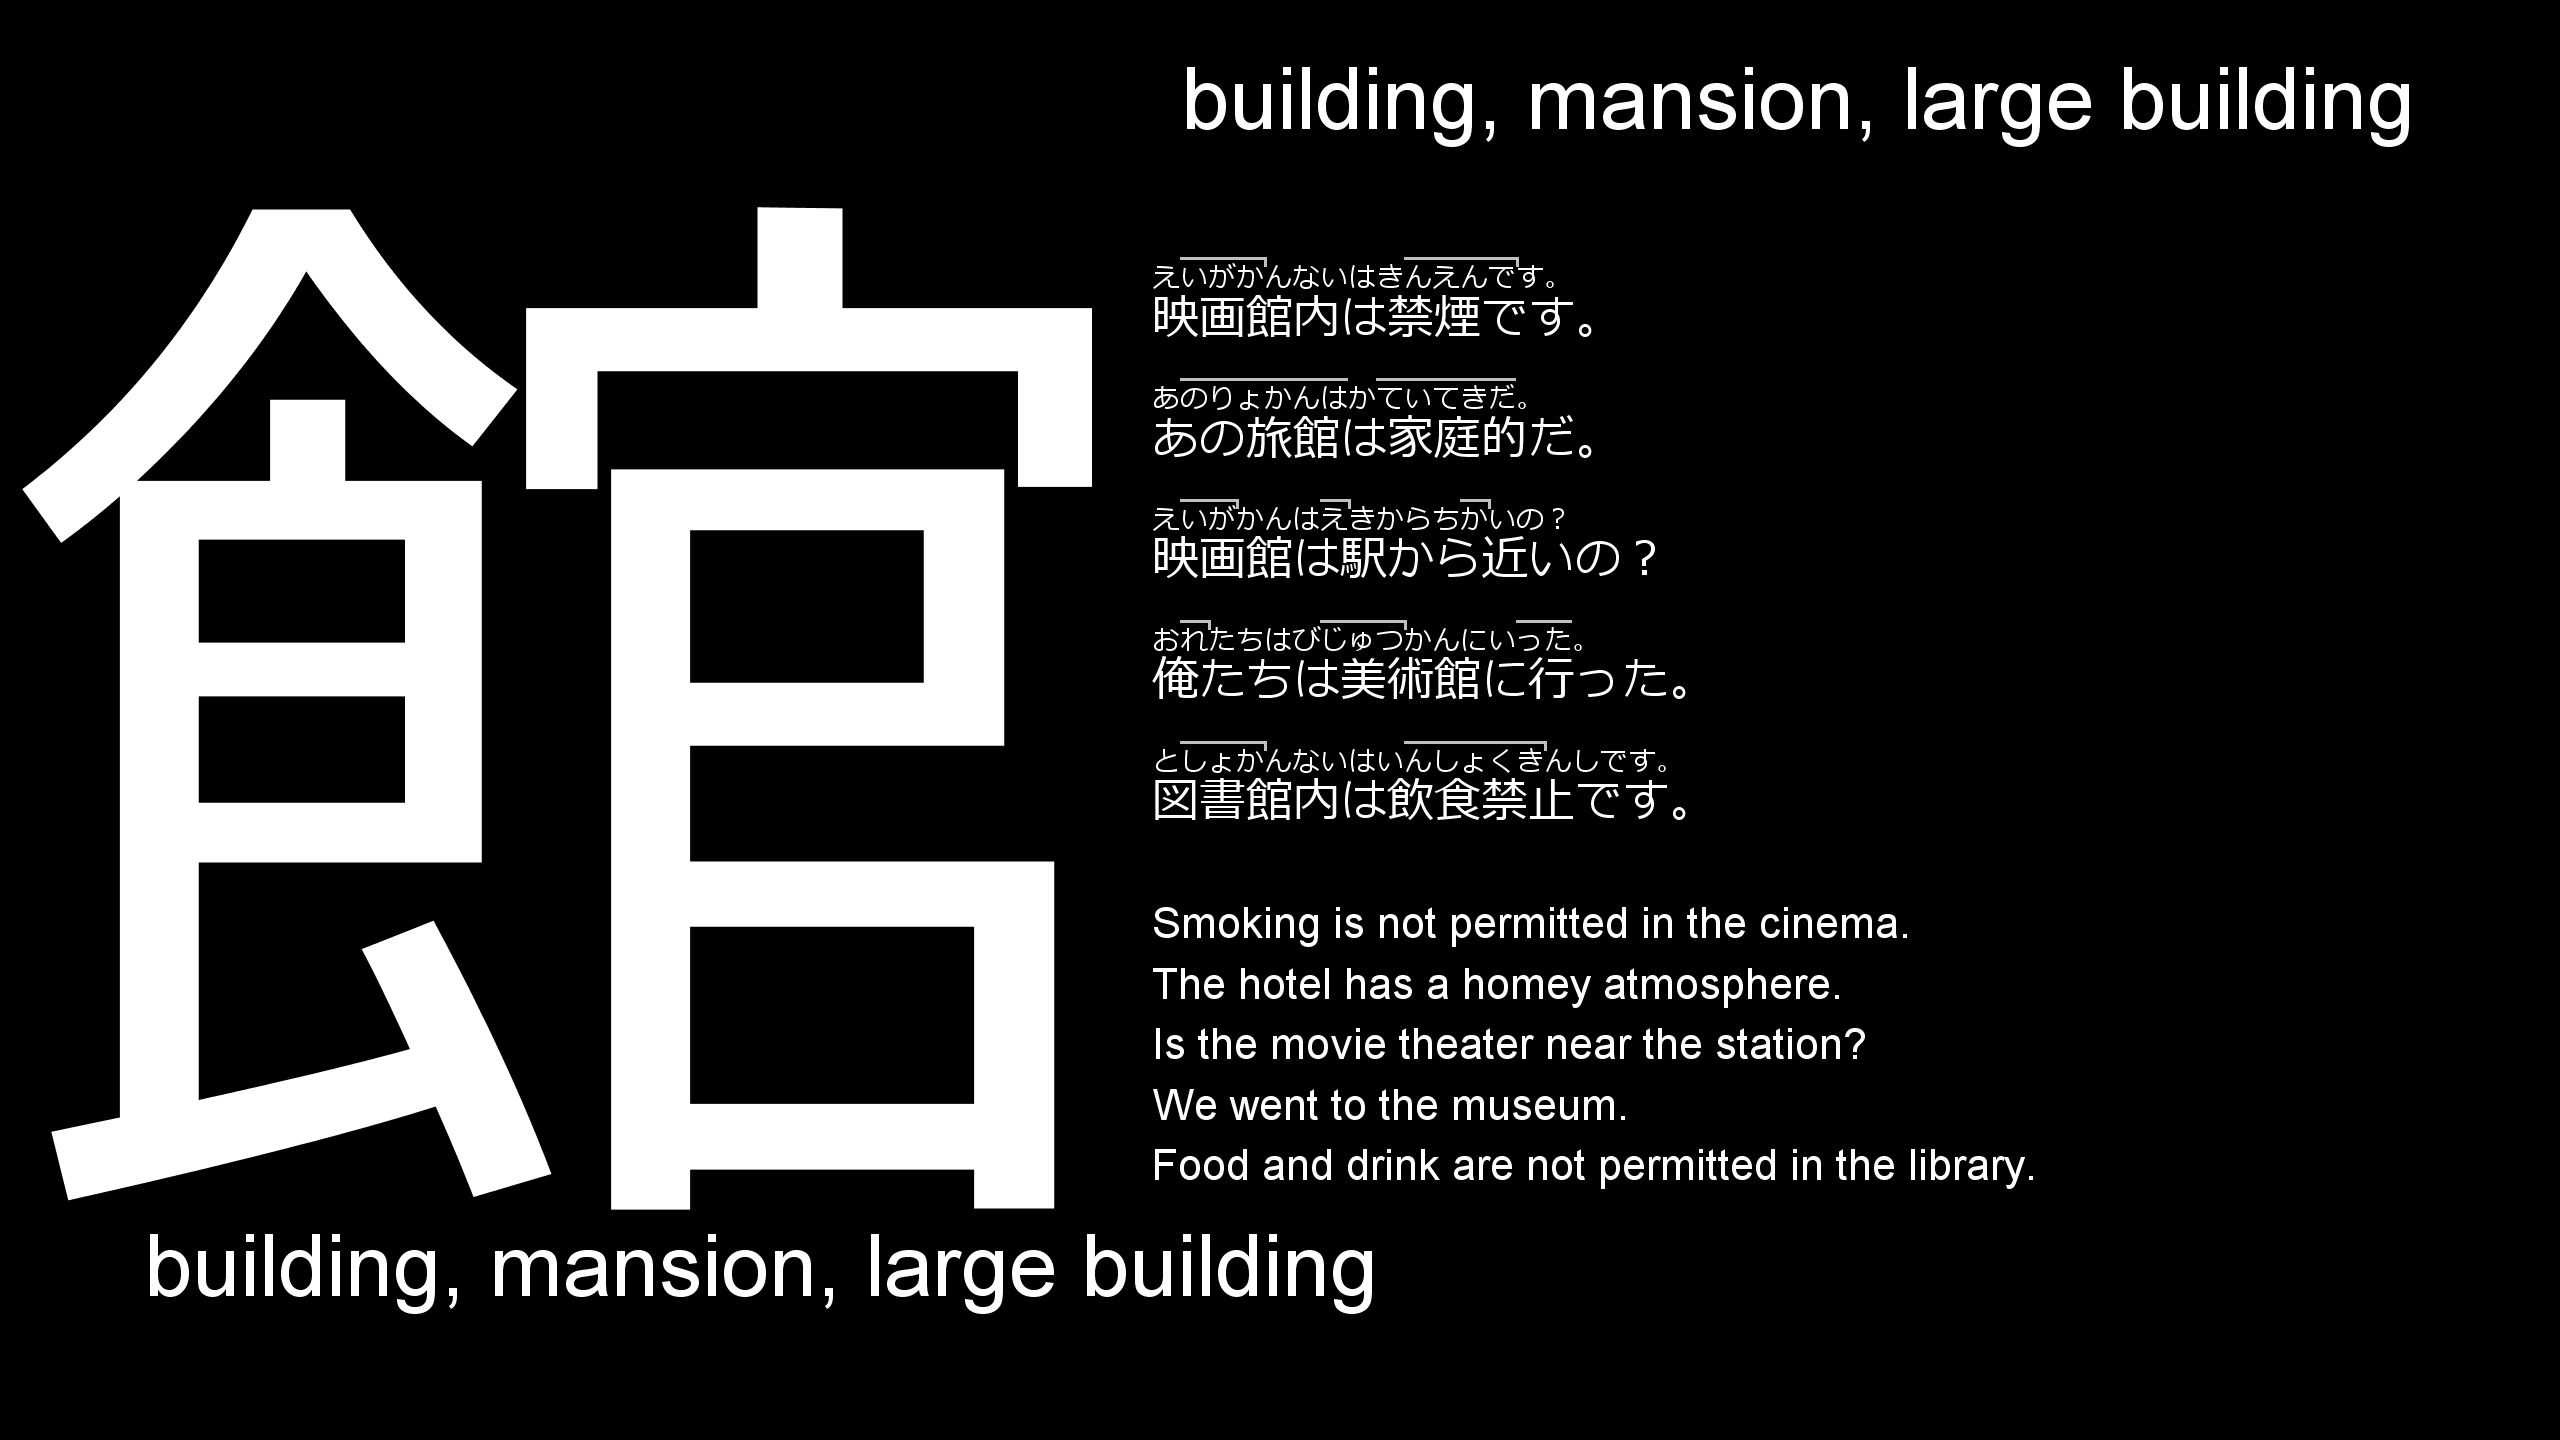 building, mansion, large building
館
えいがかんないはきんえんです。
映画館内は禁煙です。
あのりょかんはかていてきだ。
あの旅館は家庭的だ。
えいがかんはえきからちかいの？
映画館は駅から近いの？
おれたちはびじゅつかんにいった。
俺たちは美術館に行った。
としょかんないはいんしょくきんしです。
図書館内は飲食禁止です。
Smoking is not permitted in the cinema.
The hotel has a homey atmosphere.
Is the movie theater near the station?
We went to the museum.
Food and drink are not permitted in the library.
building, mansion, large building